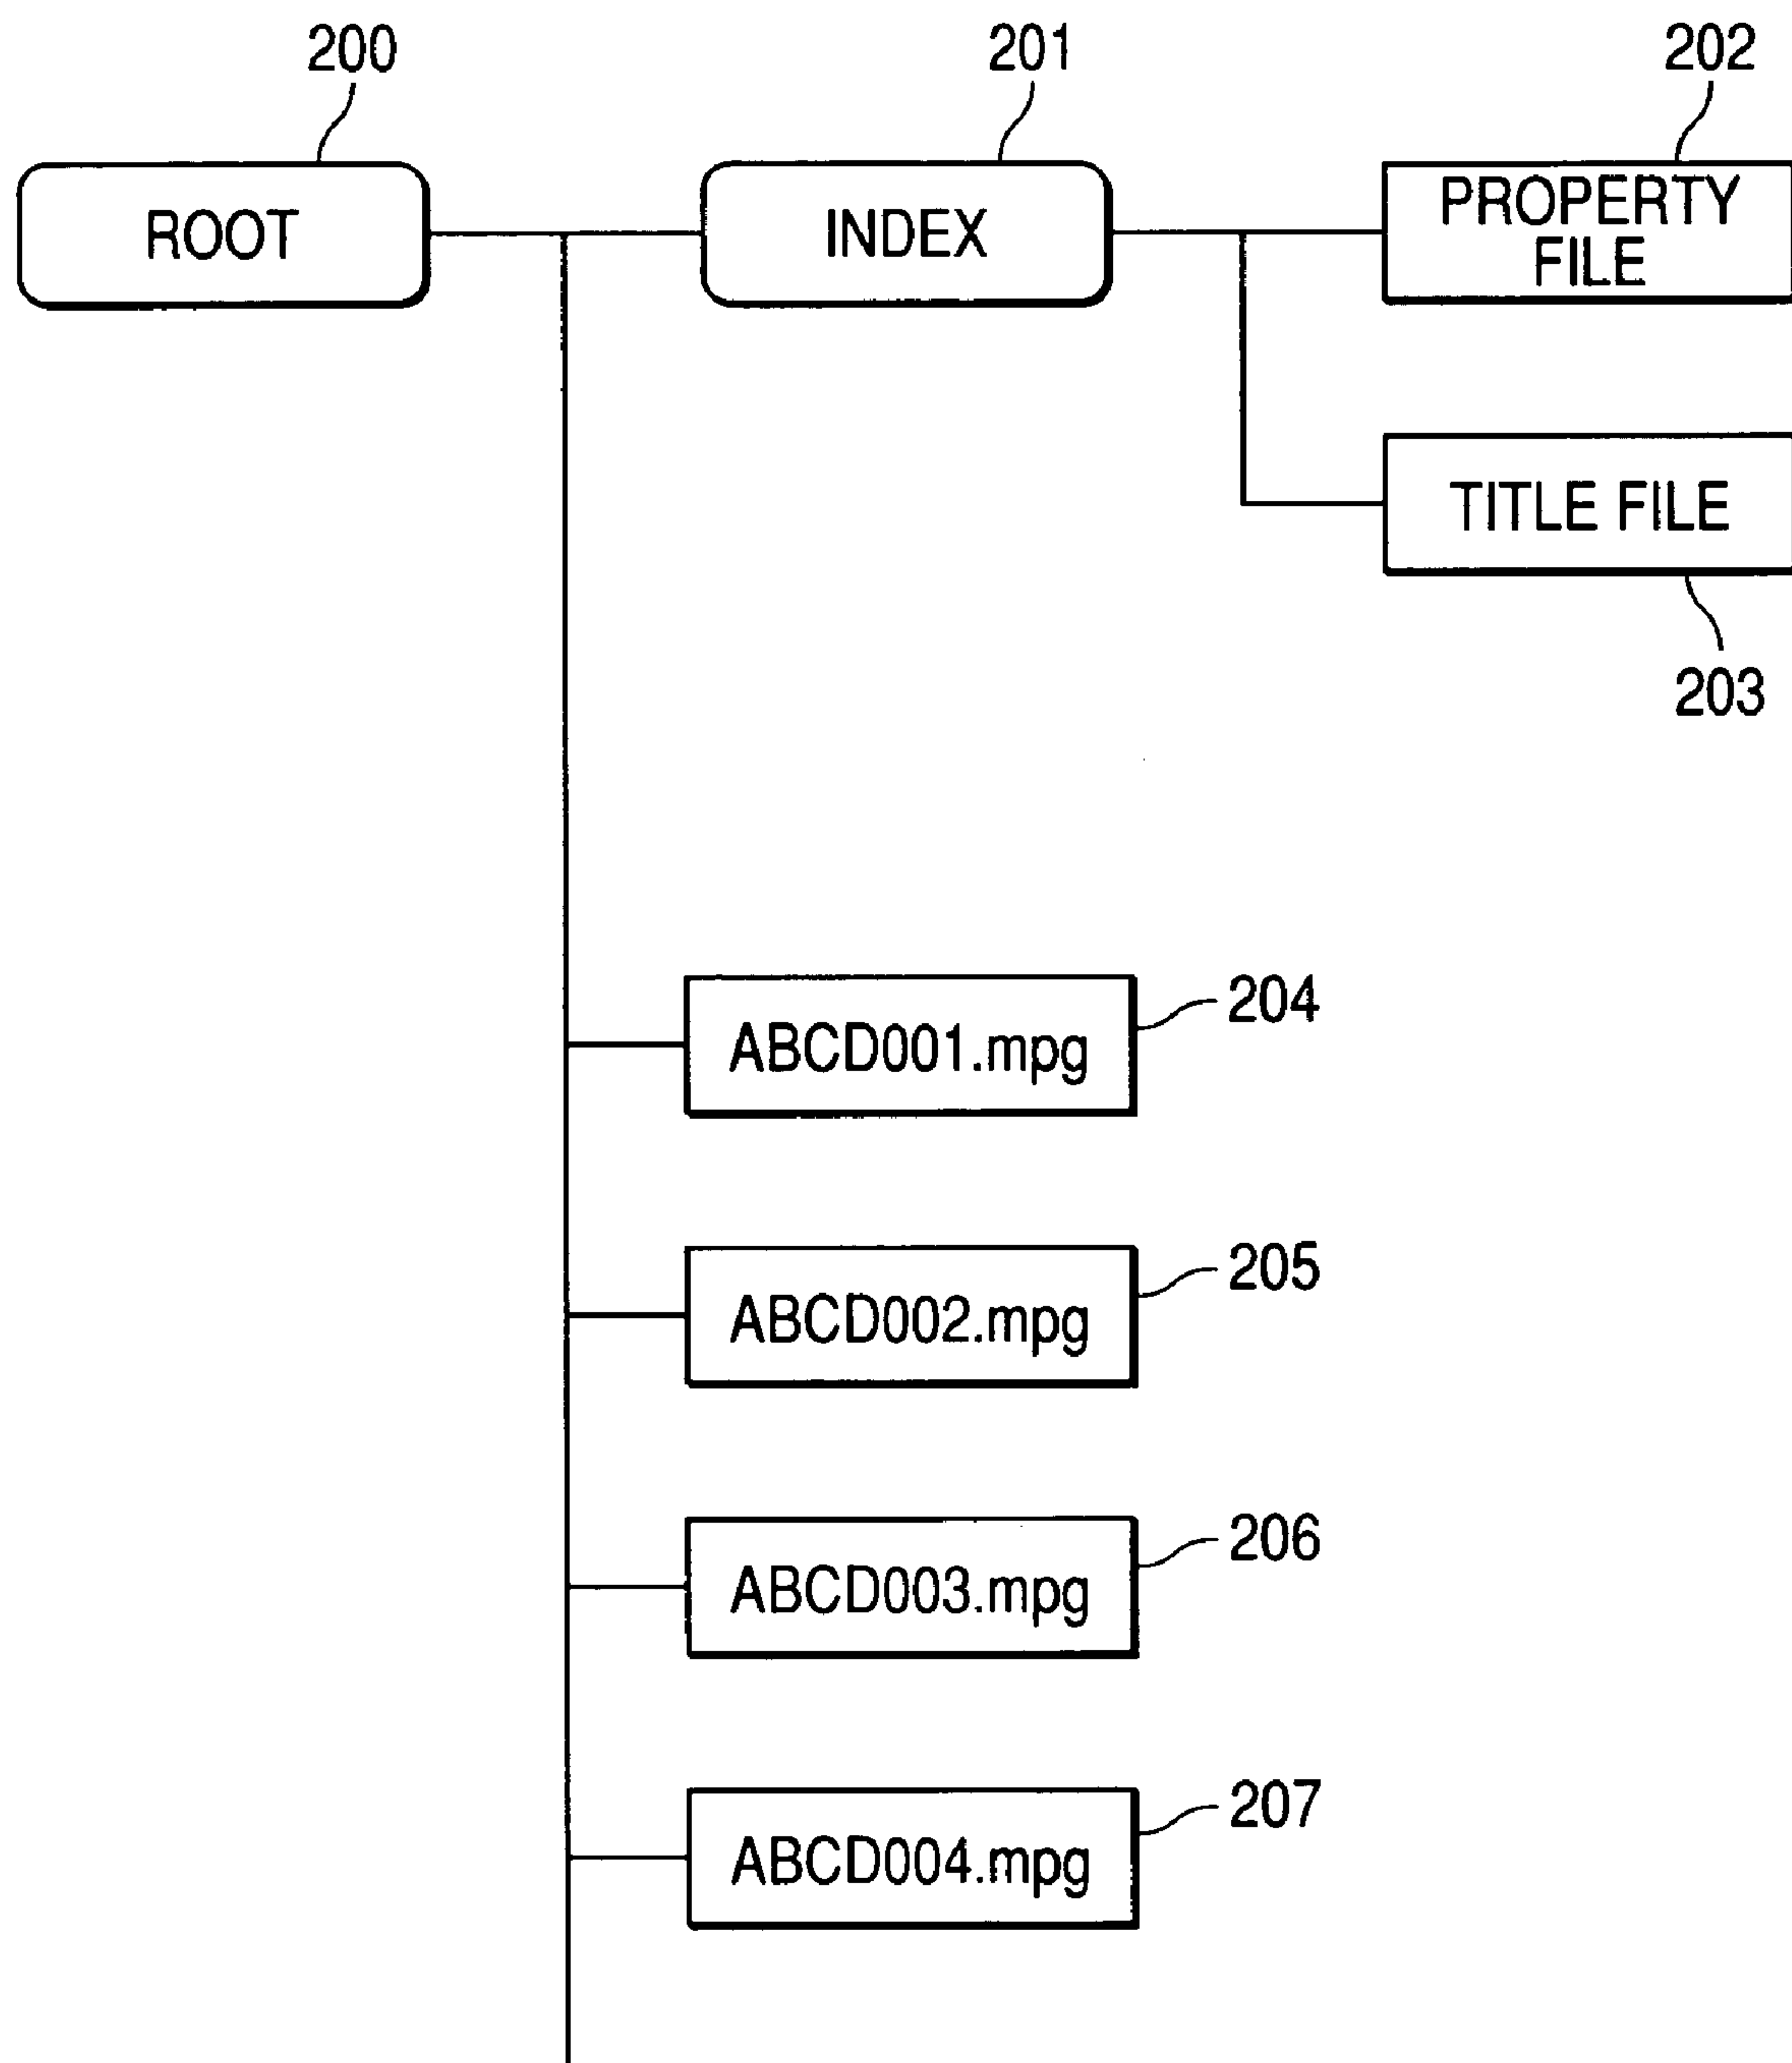 200
201
202
ROOT
INDEX
PROPERTY
FILE
TITLE FILE
203
ABCD001.mpg
204
ABCD002.mpg
205
ABCD003.mpg
206
ABCD004.mpg
207